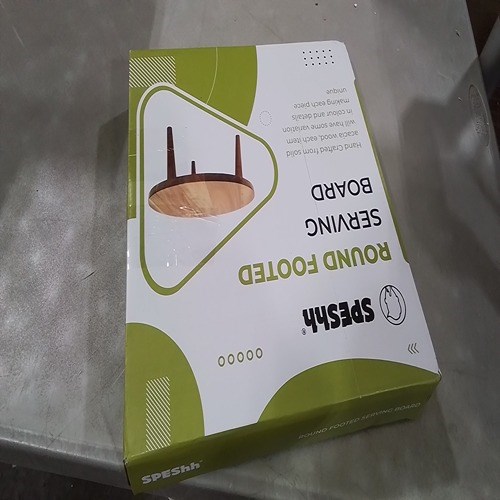 SPEShh®
ROUND FOOTED
SERVING
BOARD
Hand Crafted from solid
acacia wood, each item
will have some variation
in colour and details
making each piece
unique
SPEShh
ROUND FOOTED SERVING BOARD